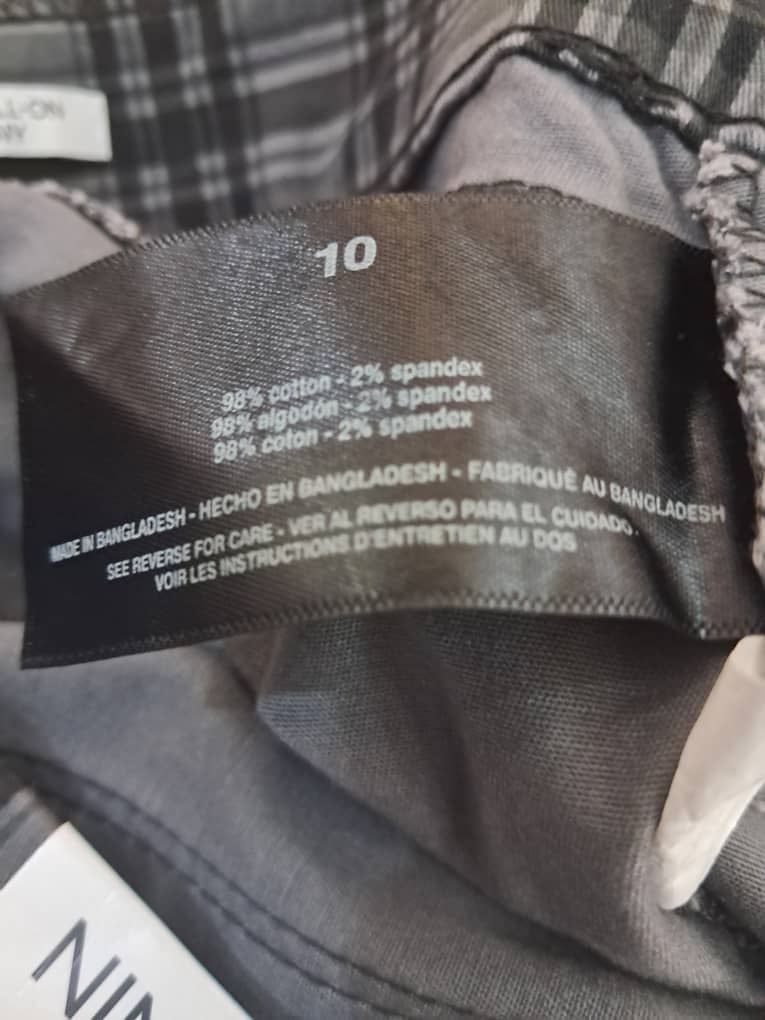 10
98% cotton - 2% spandex
98% algodón - 2% spandex
98% coton - 2% spandex
MADE IN BANGLADESH - HECHO EN BANGLADESH - FABRIQUÉ AU BANGLADESH
SEE REVERSE FOR CARE - VER AL REVERSO PARA EL CUIDADO -
VOIR LES INSTRUCTIONS D'ENTRETIEN AU DOS